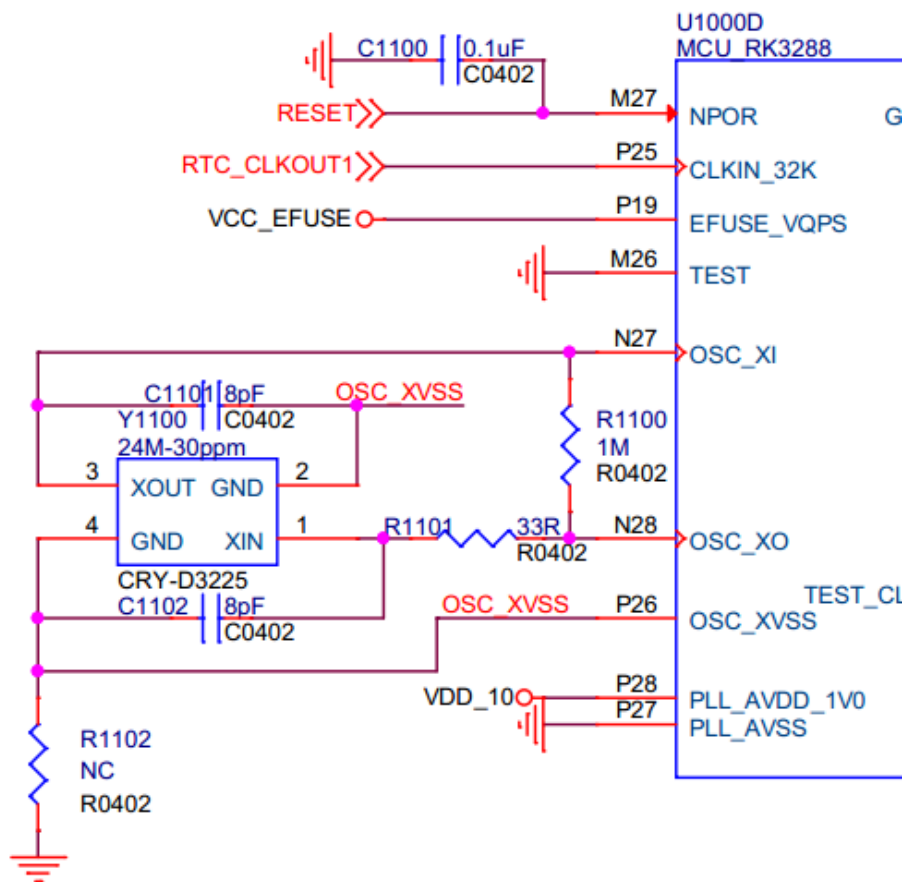 U1000D
MCU_RK3288
C1100 0.1uF
C0402
RESET M27 NPOR G
RTC_CLKOUT1 P25 CLKIN_32K
VCC_EFUSE P19 EFUSE_VQPS
M26 TEST
N27 OSC_XI
C1101 8pF OSC_XVSS
Y1100 C0402
24M-30ppm
R1100
1M
R0402
3 XOUT GND 2
4 GND XIN 1
R1101 33R N28 OSC_XO
R0402
CRY-D3225
C1102 8pF
C0402
OSC_XVSS P26 OSC_XVSS
TEST_CL
VDD_10 P28 PLL_AVDD_1V0
P27 PLL_AVSS
R1102
NC
R0402